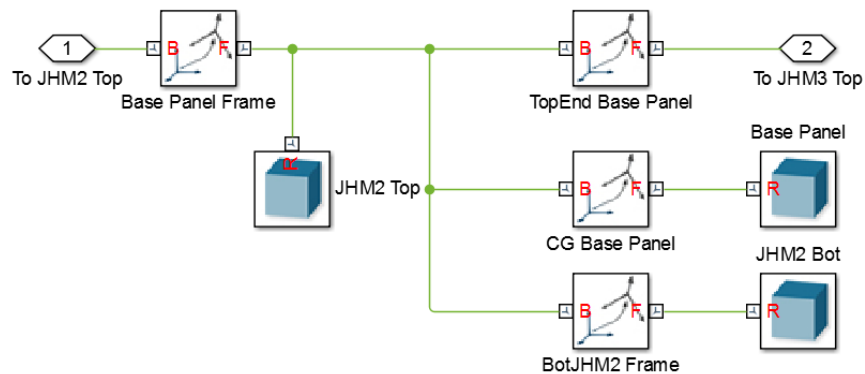 1
B
F
B
F
2
To JHM2 Top
Base Panel Frame
TopEnd Base Panel
To JHM3 Top
Base Panel
R
JHM2 Top
B
F
R
CG Base Panel
JHM2 Bot
B
F
R
BotJHM2 Frame